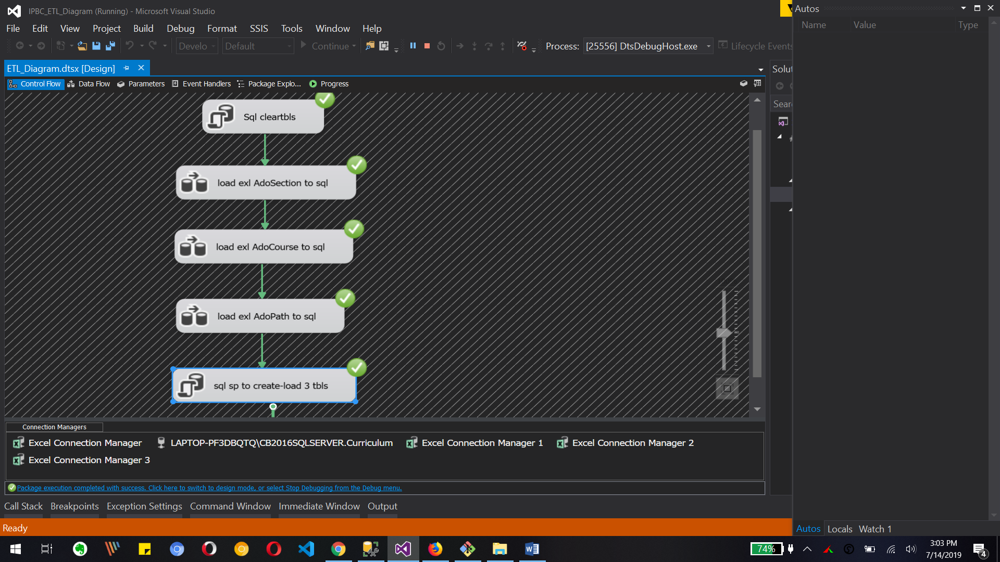 IPBC_ETL_Diagram (Running) - Microsoft Visual Studio
File Edit View Project Build Debug Format SSIS Tools Window Help
Develo Default Continue Process: [25556] DtsDebugHost.exe Lifecycle Events
ETL_Diagram.dtsx [Design]
Control Flow Data Flow Parameters Event Handlers Package Explo... Progress
Sql cleartbls
load exl AdoSection to sql
load exl AdoCourse to sql
load exl AdoPath to sql
sql sp to create-load 3 tbls
Connection Managers
Excel Connection Manager LAPTOP-PF3DBQTQ\CB2016SQLSERVER.Curriculum Excel Connection Manager 1 Excel Connection Manager 2
Excel Connection Manager 3
Package execution completed with success. Click here to switch to design mode, or select Stop Debugging from the Debug menu.
Call Stack Breakpoints Exception Settings Command Window Immediate Window Output
Ready
Solut
Sear
Autos
Name Value Type
Autos Locals Watch 1
74%
3:03 PM
7/14/2019
4